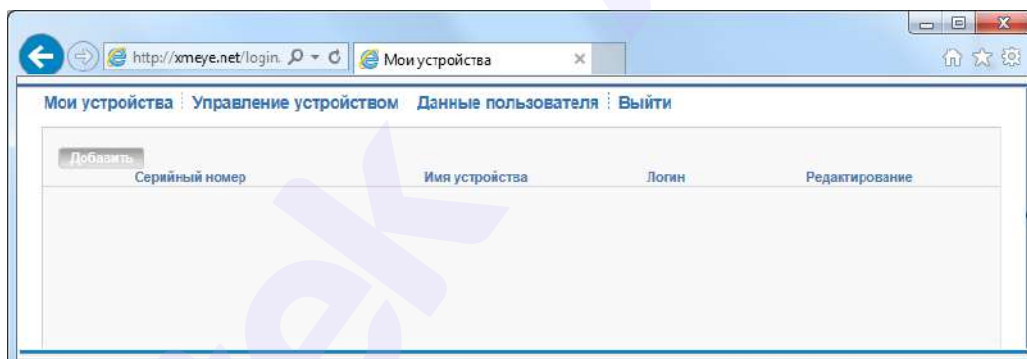 http://xmeye.net/login. Мои устройства
Мои устройства Управление устройством Данные пользователя Выйти
Добавить
Серийный номер Имя устройства Логин Редактирование